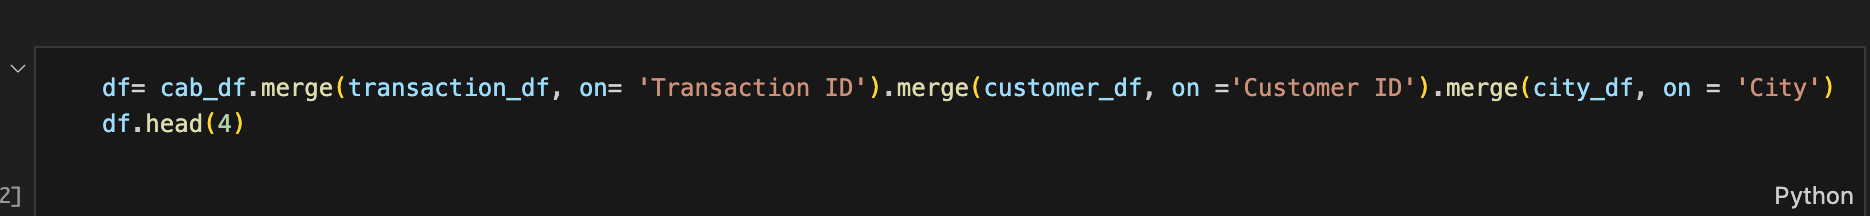 df= cab_df.merge(transaction_df, on= 'Transaction ID').merge(customer_df, on ='Customer ID').merge(city_df, on = 'City')
df.head(4)
2]
Python